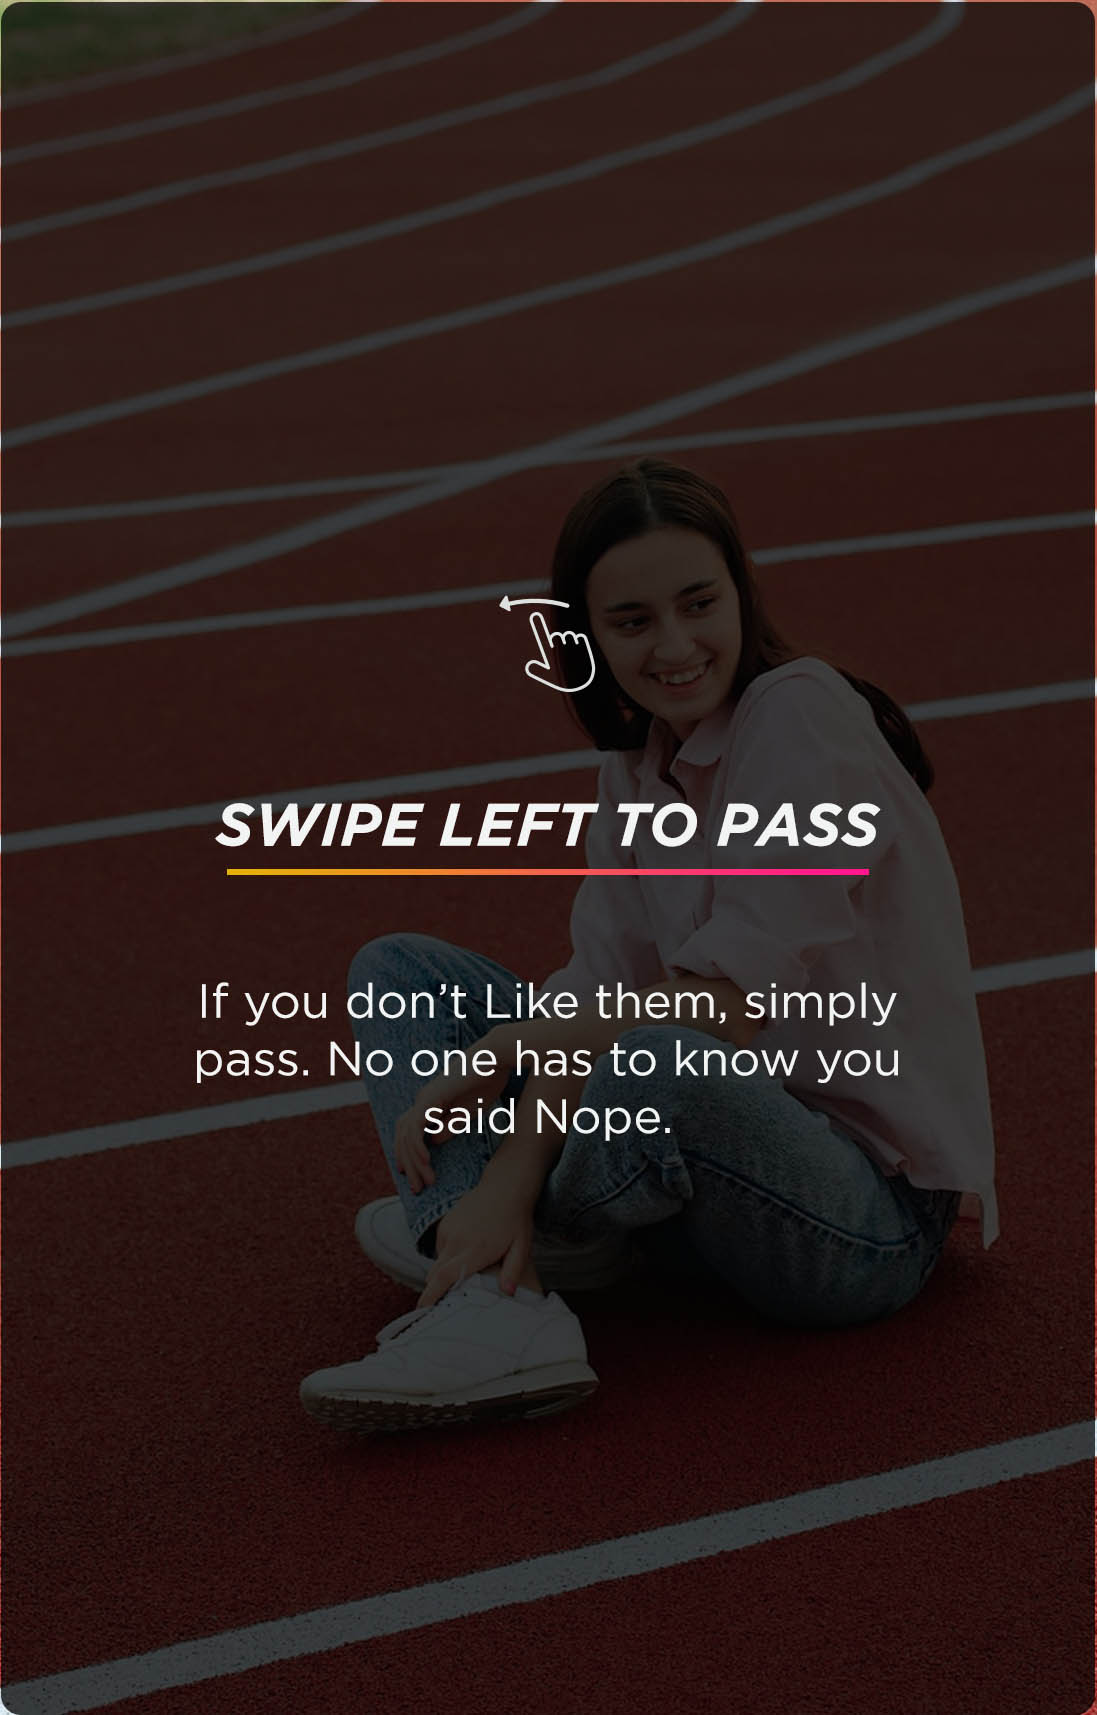 SWIPE LEFT TO PASS
If you don’t Like them, simply
pass. No one has to know you
said Nope.